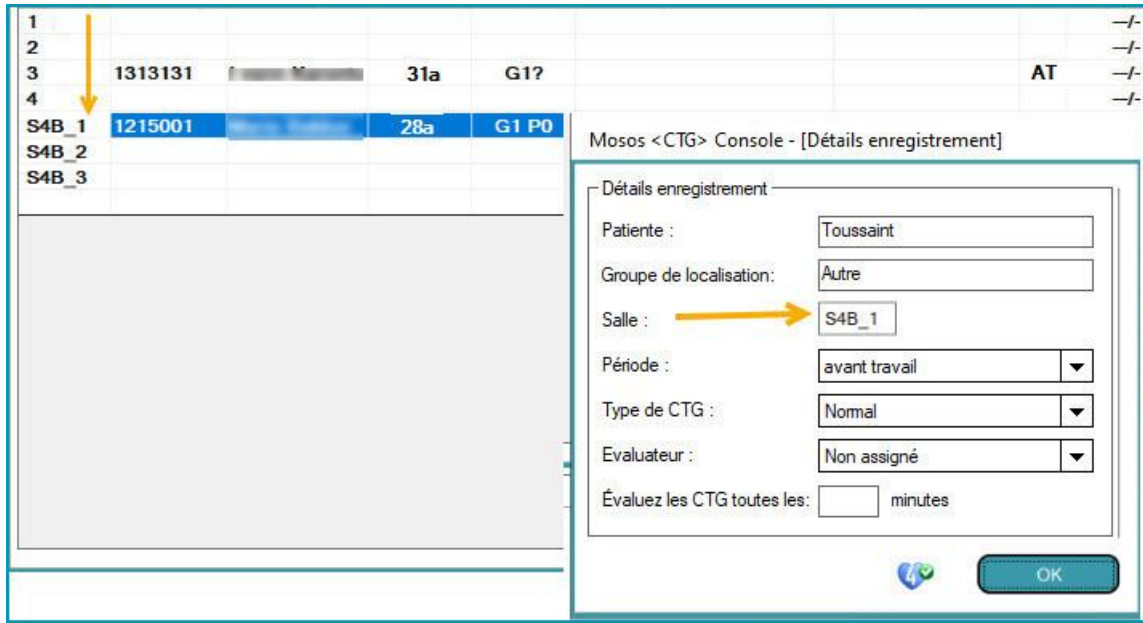 1 —/-
2 —/-
3 1313131 31a G1? AT —/-
4 —/-
S4B_1 1215001 28a G1 P0
S4B_2
S4B_3
Mosos <CTG> Console - [Détails enregistrement]
Détails enregistrement
Patiente : Toussaint
Groupe de localisation: Autre
Salle : S4B_1
Période : avant travail
Type de CTG : Normal
Evaluateur : Non assigné
Évaluez les CTG toutes les: minutes
4
OK